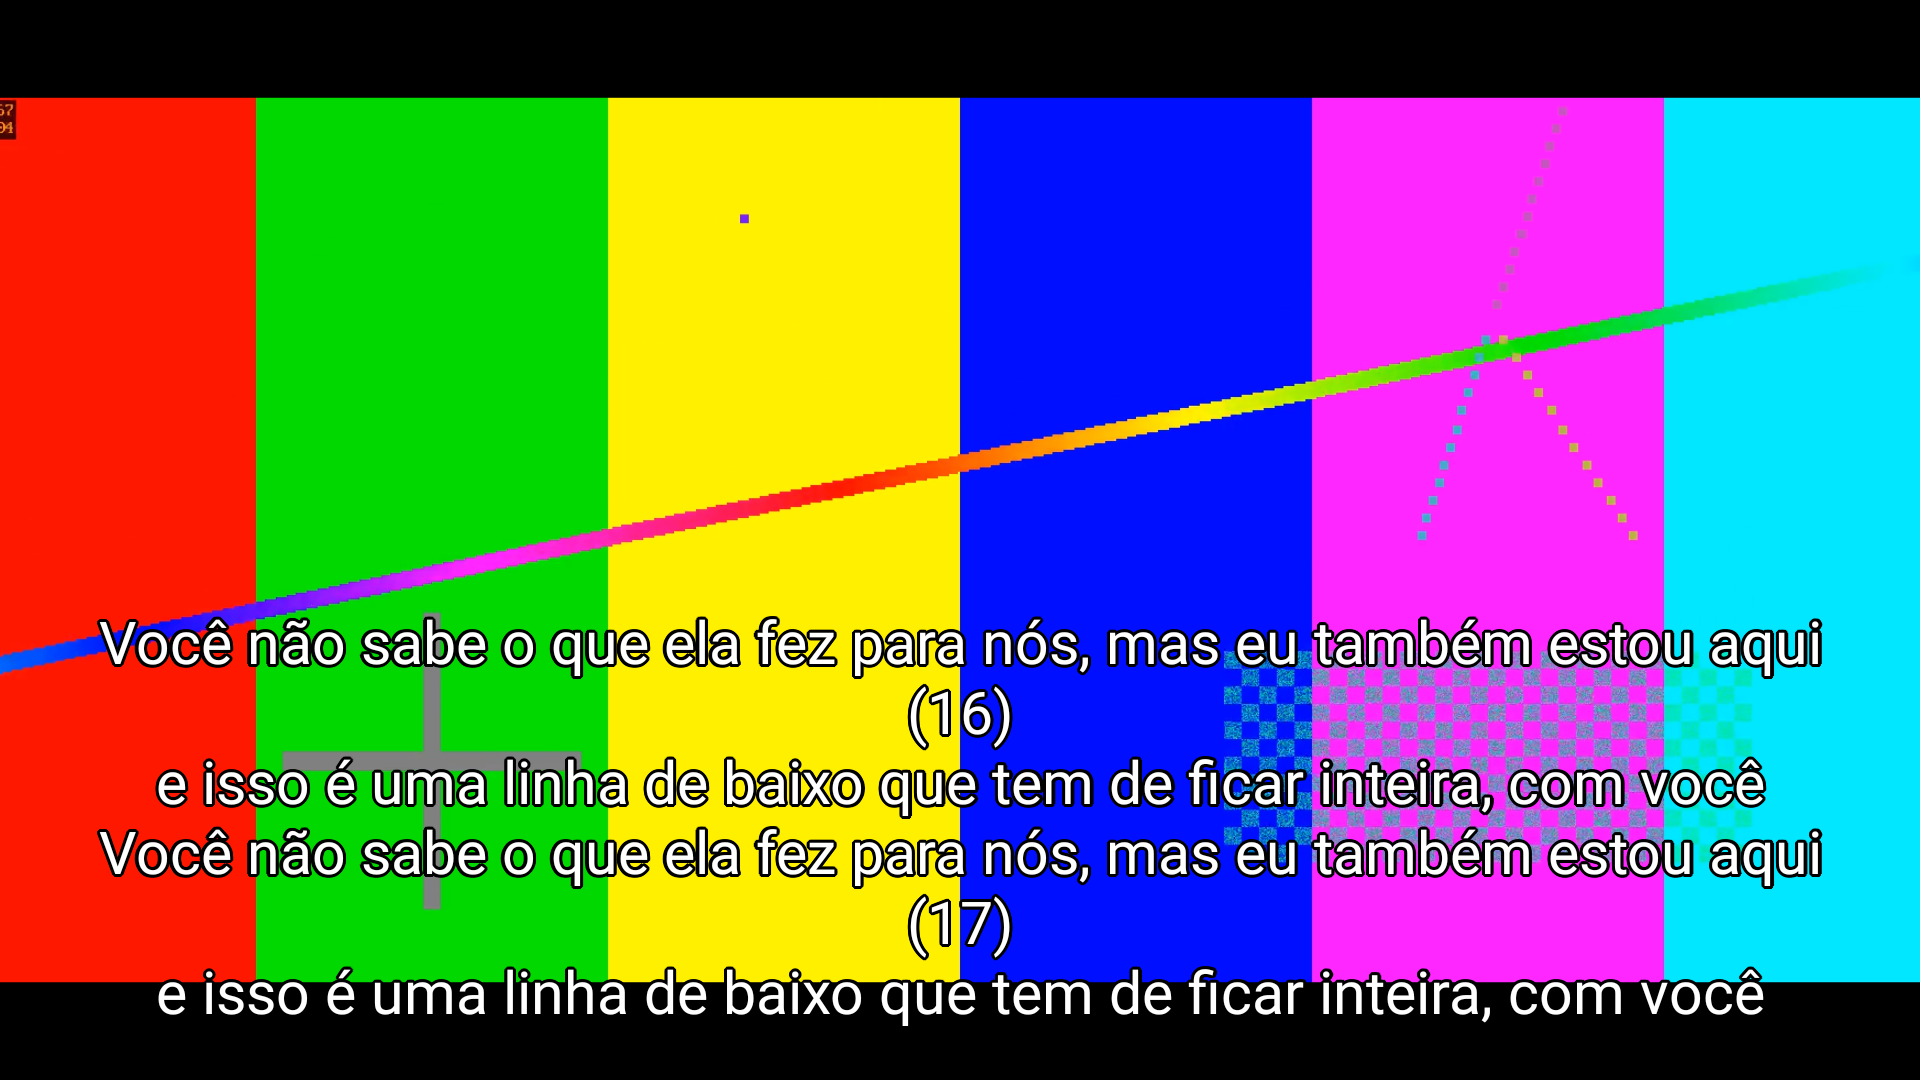 67
04
Você não sabe o que ela fez para nós, mas eu também estou aqui
(16)
e isso é uma linha de baixo que tem de ficar inteira, com você
Você não sabe o que ela fez para nós, mas eu também estou aqui
(17)
e isso é uma linha de baixo que tem de ficar inteira, com você